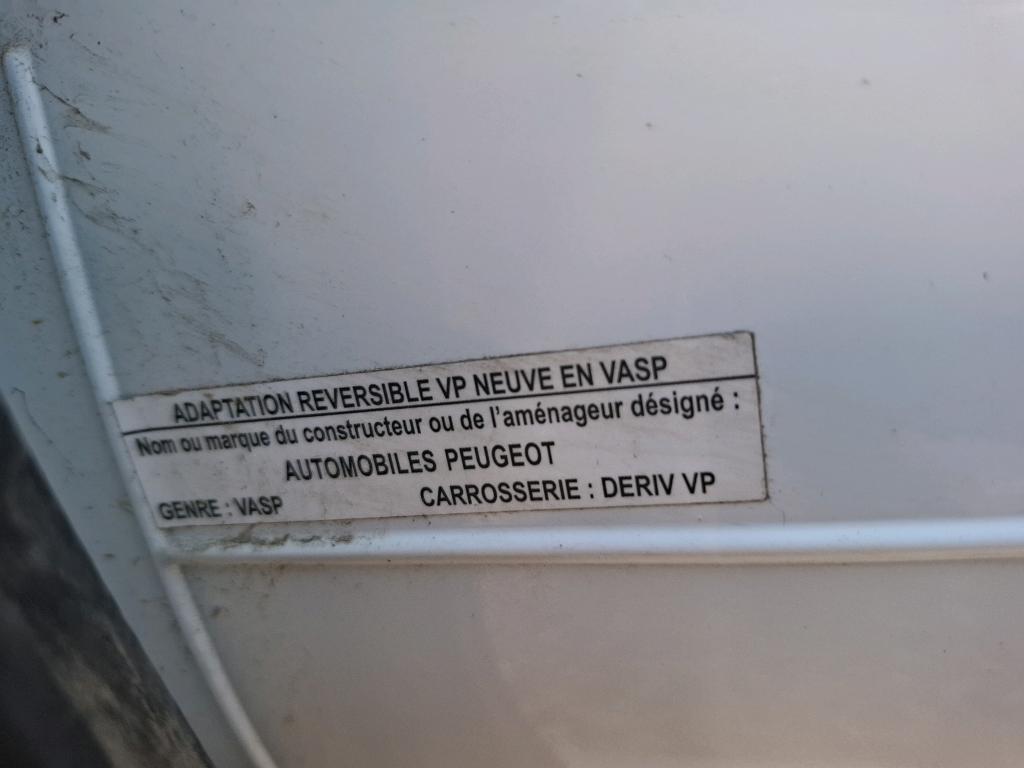 ADAPTATION REVERSIBLE VP NEUVE EN VASP
Nom ou marque du constructeur ou de l'aménageur désigné :
AUTOMOBILES PEUGEOT
GENRE : VASP CARROSSERIE : DERIV VP